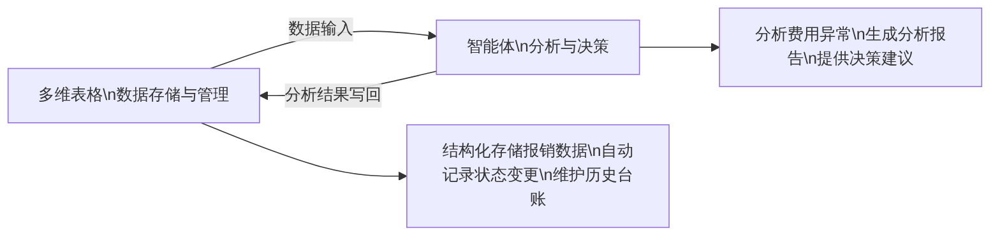 数据输入
智能体\n分析与决策
分析费用异常\n生成分析报
告\n提供决策建议
多维表格\n数据存储与管理
分析结果写回
结构化存储报销数据\n自动
记录状态变更\n维护历史台
账